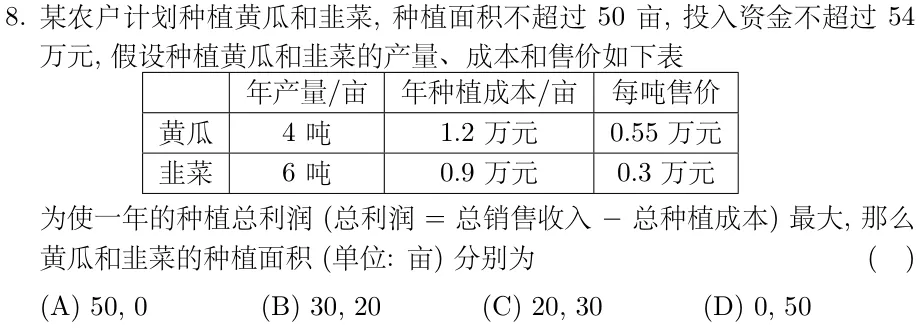 8. 某农户计划种植黄瓜和韭菜, 种植面积不超过 50 亩, 投入资金不超过 54
万元, 假设种植黄瓜和韭菜的产量、成本和售价如下表
年产量/亩 年种植成本/亩 每吨售价
黄瓜 4 吨 1.2 万元 0.55 万元
韭菜 6 吨 0.9 万元 0.3 万元
为使一年的种植总利润 (总利润 = 总销售收入 − 总种植成本) 最大, 那么
黄瓜和韭菜的种植面积 (单位: 亩) 分别为 ( )
(A) 50, 0 (B) 30, 20 (C) 20, 30 (D) 0, 50